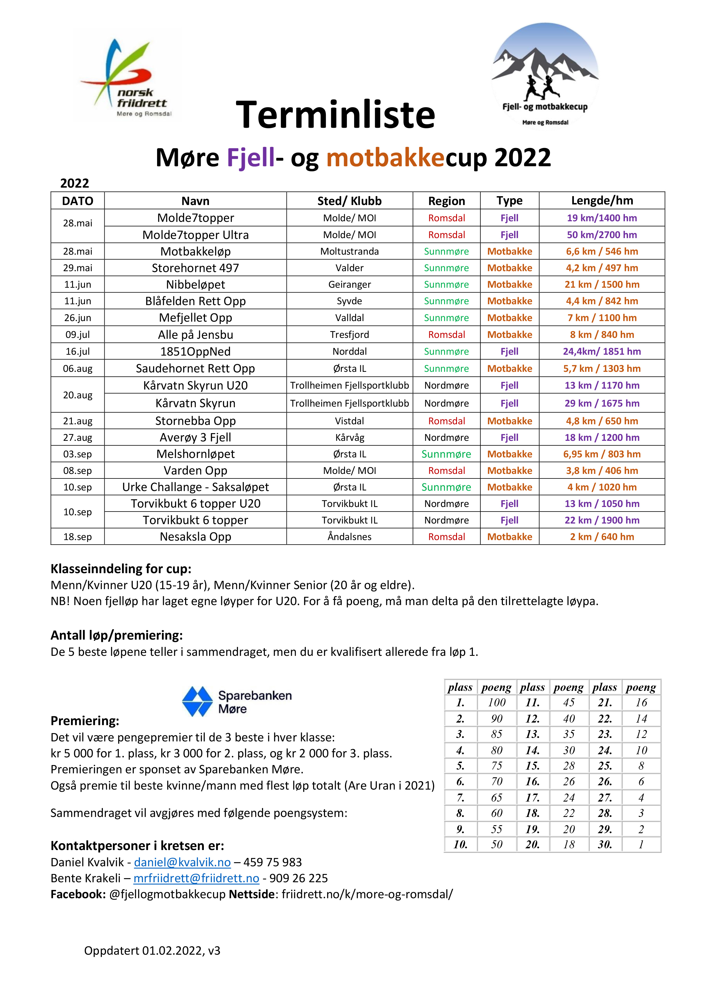 norsk
friidrett
Møre og Romsdal
Fjell- og motbakkecup
Møre og Romsdal
Terminliste
Møre Fjell- og motbakkecup 2022
2022
DATO Navn Sted/ Klubb Region Type Lengde/hm
28.mai Molde7topper Molde/ MOI Romsdal Fjell 19 km/1400 hm
Molde7topper Ultra Molde/ MOI Romsdal Fjell 50 km/2700 hm
28.mai Motbakkeløp Moltustranda Sunnmøre Motbakke 6,6 km / 546 hm
29.mai Storehornet 497 Valder Sunnmøre Motbakke 4,2 km / 497 hm
11.jun Nibbeløpet Geiranger Sunnmøre Motbakke 21 km / 1500 hm
11.jun Blåfelden Rett Opp Syvde Sunnmøre Motbakke 4,4 km / 842 hm
26.jun Mefjellet Opp Valldal Sunnmøre Motbakke 7 km / 1100 hm
09.jul Alle på Jensbu Tresfjord Romsdal Motbakke 8 km / 840 hm
16.jul 1851OppNed Norddal Sunnmøre Fjell 24,4km/ 1851 hm
06.aug Saudehornet Rett Opp Ørsta IL Sunnmøre Motbakke 5,7 km / 1303 hm
20.aug Kårvatn Skyrun U20 Trollheimen Fjellsportklubb Nordmøre Fjell 13 km / 1170 hm
Kårvatn Skyrun Trollheimen Fjellsportklubb Nordmøre Fjell 29 km / 1675 hm
21.aug Stornebba Opp Vistdal Romsdal Motbakke 4,8 km / 650 hm
27.aug Averøy 3 Fjell Kårvåg Nordmøre Fjell 18 km / 1200 hm
03.sep Melshornløpet Ørsta IL Sunnmøre Motbakke 6,95 km / 803 hm
08.sep Varden Opp Molde/ MOI Romsdal Motbakke 3,8 km / 406 hm
10.sep Urke Challange - Saksaløpet Ørsta IL Sunnmøre Motbakke 4 km / 1020 hm
10.sep Torvikbukt 6 topper U20 Torvikbukt IL Nordmøre Fjell 13 km / 1050 hm
Torvikbukt 6 topper Torvikbukt IL Nordmøre Fjell 22 km / 1900 hm
18.sep Nesaksla Opp Åndalsnes Romsdal Motbakke 2 km / 640 hm
Klasseinndeling for cup:
Menn/Kvinner U20 (15-19 år), Menn/Kvinner Senior (20 år og eldre).
NB! Noen fjelløp har laget egne løyper for U20. For å få poeng, må man delta på den tilrettelagte løypa.
Antall løp/premiering:
De 5 beste løpene teller i sammendraget, men du er kvalifisert allerede fra løp 1.
Sparebanken
Møre
Premiering:
Det vil være pengepremier til de 3 beste i hver klasse:
kr 5 000 for 1. plass, kr 3 000 for 2. plass, og kr 2 000 for 3. plass.
Premieringen er sponset av Sparebanken Møre.
Også premie til beste kvinne/mann med flest løp totalt (Are Uran i 2021)
Sammendraget vil avgjøres med følgende poengsystem:
plass poeng plass poeng plass poeng
1. 100 11. 45 21. 16
2. 90 12. 40 22. 14
3. 85 13. 35 23. 12
4. 80 14. 30 24. 10
5. 75 15. 28 25. 8
6. 70 16. 26 26. 6
7. 65 17. 24 27. 4
8. 60 18. 22 28. 3
9. 55 19. 20 29. 2
10. 50 20. 18 30. 1
Kontaktpersoner i kretsen er:
Daniel Kvalvik - daniel@kvalvik.no – 459 75 983
Bente Krakeli – mrfriidrett@friidrett.no - 909 26 225
Facebook: @fjellogmotbakkecup Nettside: friidrett.no/k/more-og-romsdal/
Oppdatert 01.02.2022, v3